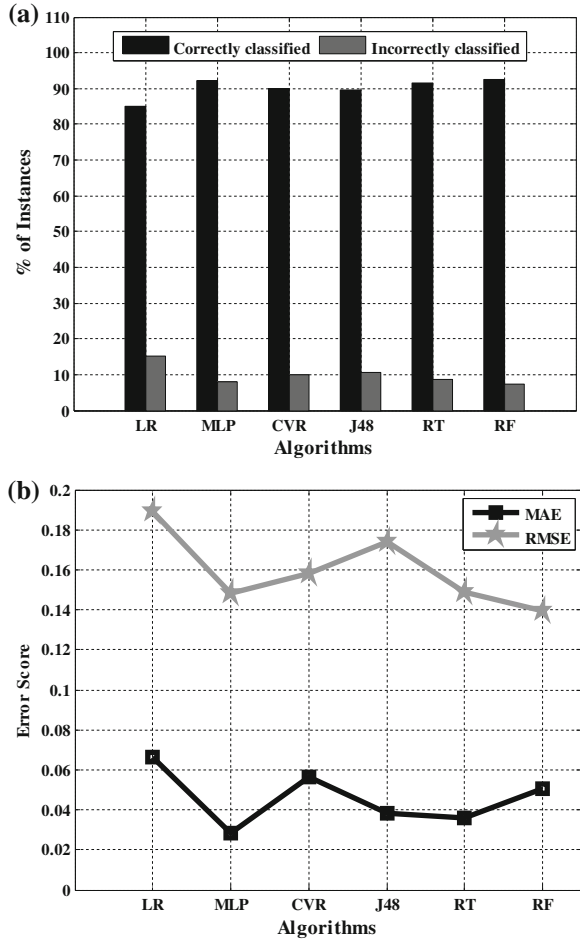 (a)
110
100
90
80
70
60
50
40
30
20
10
0
% of Instances
Correctly classified Incorrectly classified
LR MLP CVR J48 RT RF
Algorithms
(b)
0.2
0.18
0.16
0.14
0.12
0.1
0.08
0.06
0.04
0.02
0
Error Score
MAE
RMSE
LR MLP CVR J48 RT RF
Algorithms